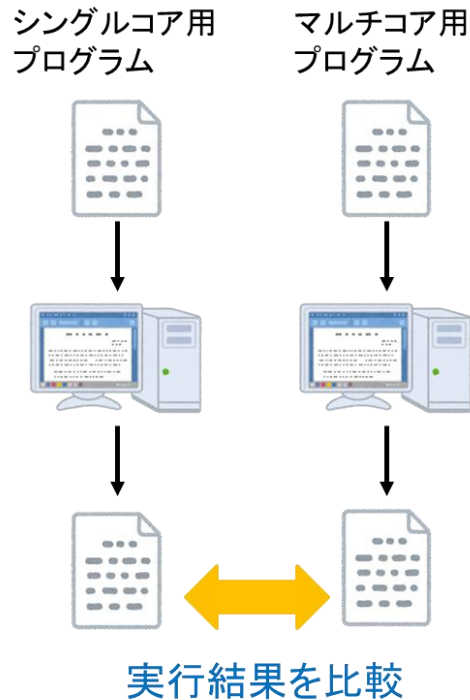 シングルコア用
プログラム
マルチコア用
プログラム
実行結果を比較